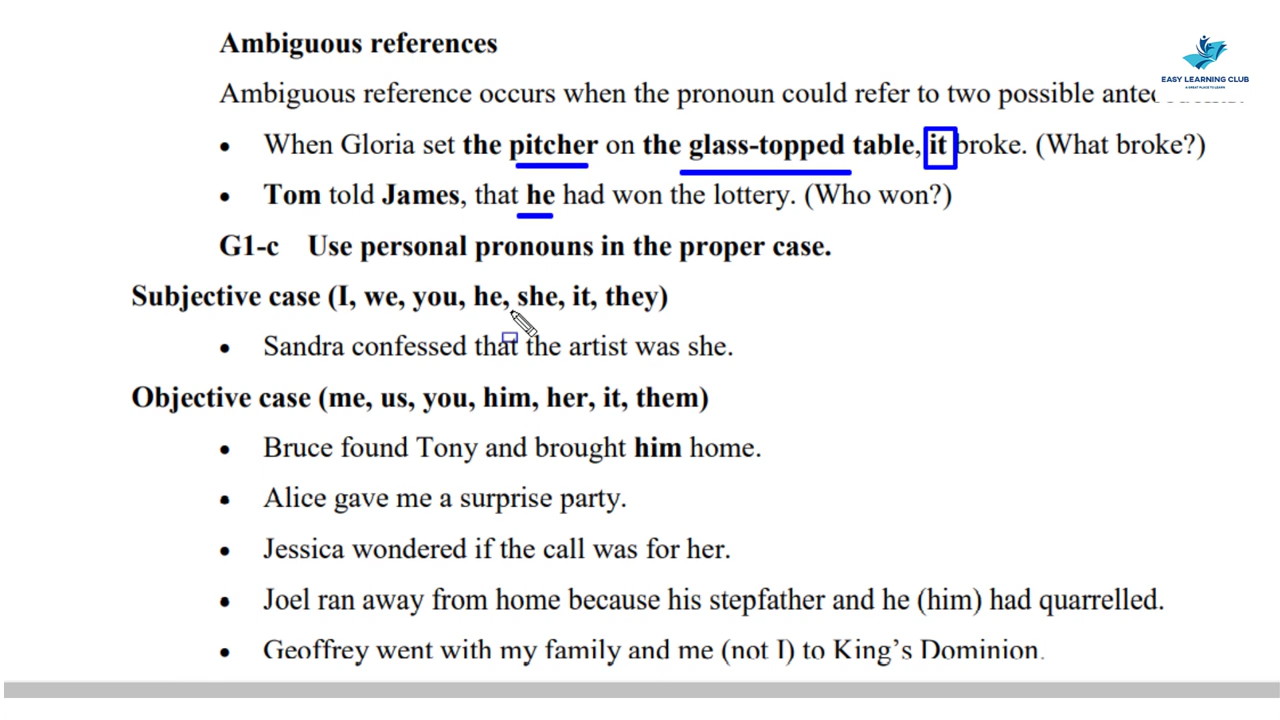 Ambiguous references
EASY LEARNING CLUB
A GREAT PLACE TO LEARN
Ambiguous reference occurs when the pronoun could refer to two possible
• When Gloria set the pitcher on the glass-topped table, it broke. (What broke?)
• Tom told James, that he had won the lottery. (Who won?)
G1-c Use personal pronouns in the proper case.
Subjective case (I, we, you, he, she, it, they)
• Sandra confessed that the artist was she.
Objective case (me, us, you, him, her, it, them)
• Bruce found Tony and brought him home.
• Alice gave me a surprise party.
• Jessica wondered if the call was for her.
• Joel ran away from home because his stepfather and he (him) had quarrelled.
• Geoffrey went with my family and me (not I) to King’s Dominion.